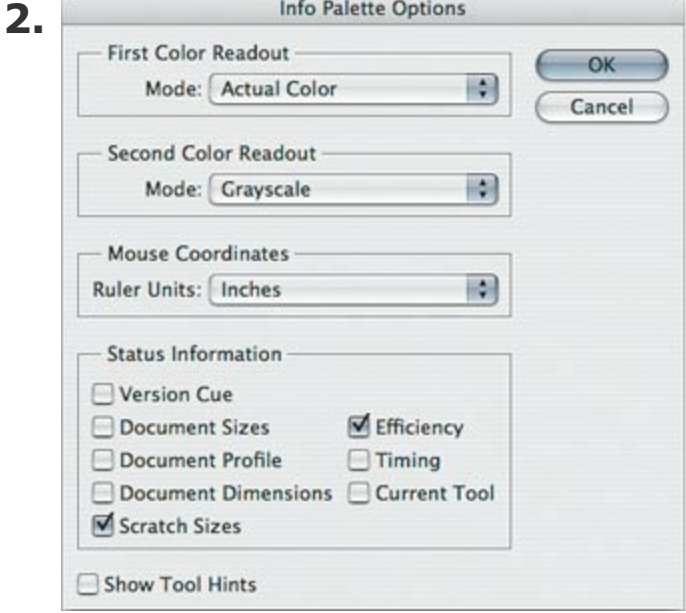 2.
Info Palette Options
First Color Readout
Mode: Actual Color
OK
Cancel
Second Color Readout
Mode: Grayscale
Mouse Coordinates
Ruler Units: Inches
Status Information
Version Cue
Document Sizes
Efficiency
Document Profile
Timing
Document Dimensions
Current Tool
Scratch Sizes
Show Tool Hints